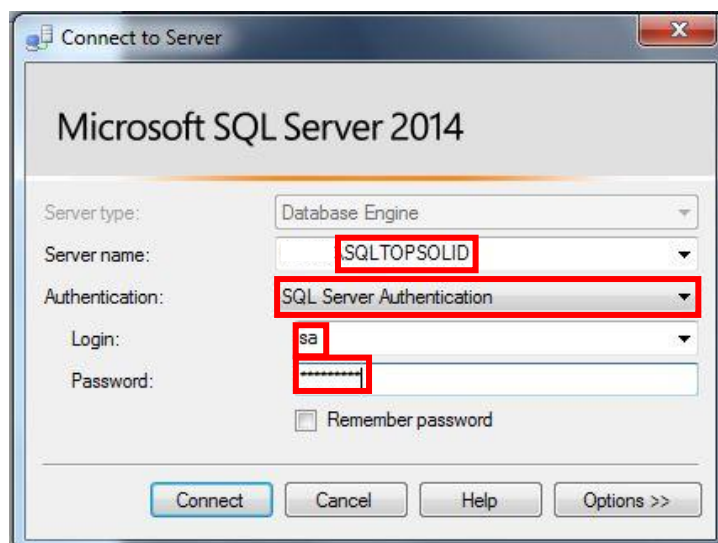 Connect to Server
Microsoft SQL Server 2014
Server type: Database Engine
Server name: \SQLTOPSOLID
Authentication: SQL Server Authentication
Login: sa
Password: *********
Remember password
Connect Cancel Help Options >>